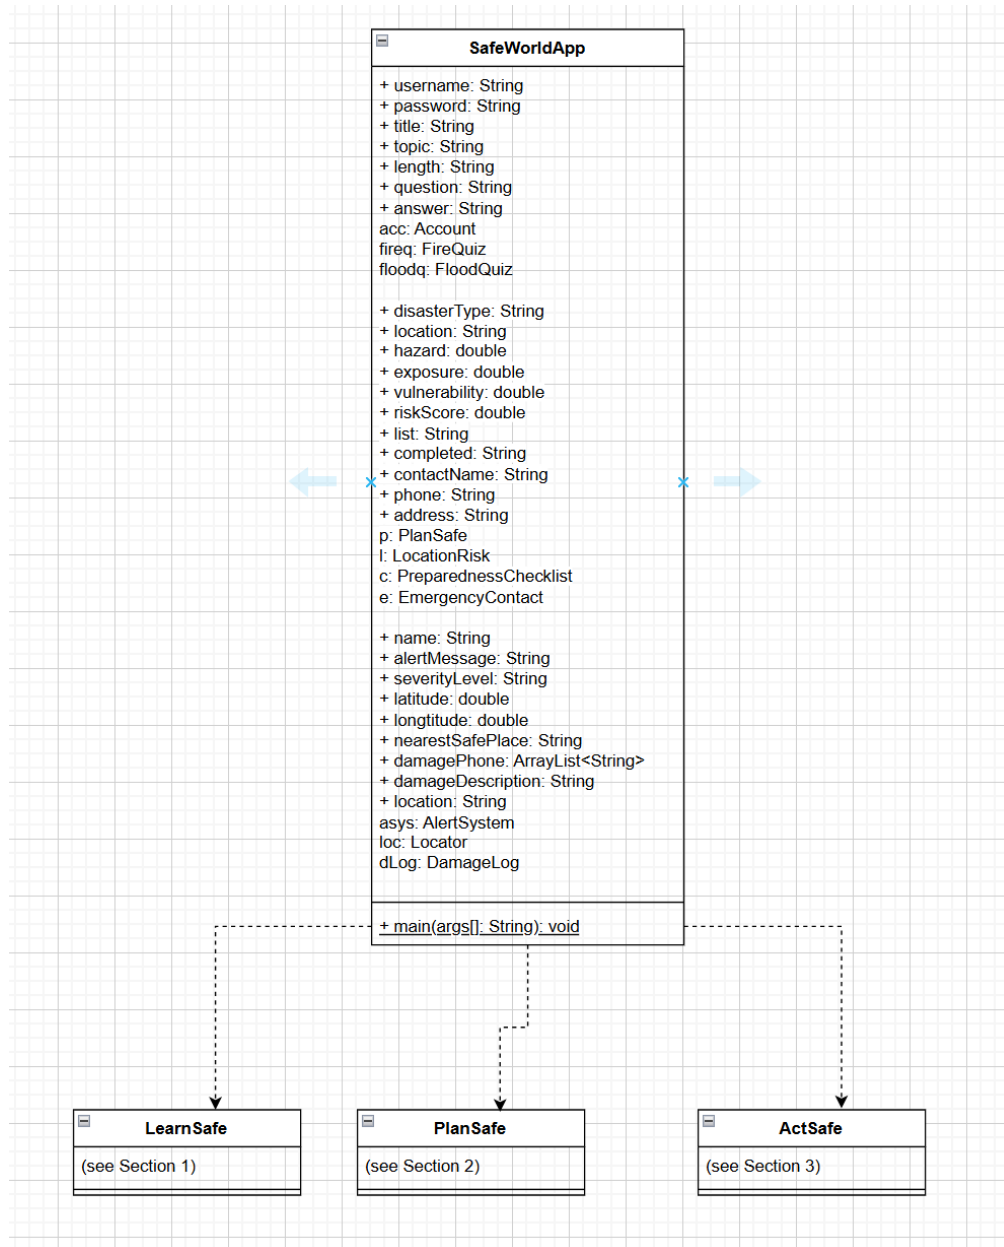 SafeWorldApp
+ username: String
+ password: String
+ title: String
+ topic: String
+ length: String
+ question: String
+ answer: String
acc: Account
fireq: FireQuiz
floodq: FloodQuiz
+ disasterType: String
+ location: String
+ hazard: double
+ exposure: double
+ vulnerability: double
+ riskScore: double
+ list: String
+ completed: String
+ contactName: String
+ phone: String
+ address: String
p: PlanSafe
l: LocationRisk
c: PreparednessChecklist
e: EmergencyContact
+ name: String
+ alertMessage: String
+ severityLevel: String
+ latitude: double
+ longtitude: double
+ nearestSafePlace: String
+ damagePhone: ArrayList<String>
+ damageDescription: String
+ location: String
asys: AlertSystem
loc: Locator
dLog: DamageLog
+ main(args[]: String): void
LearnSafe
(see Section 1)
PlanSafe
(see Section 2)
ActSafe
(see Section 3)